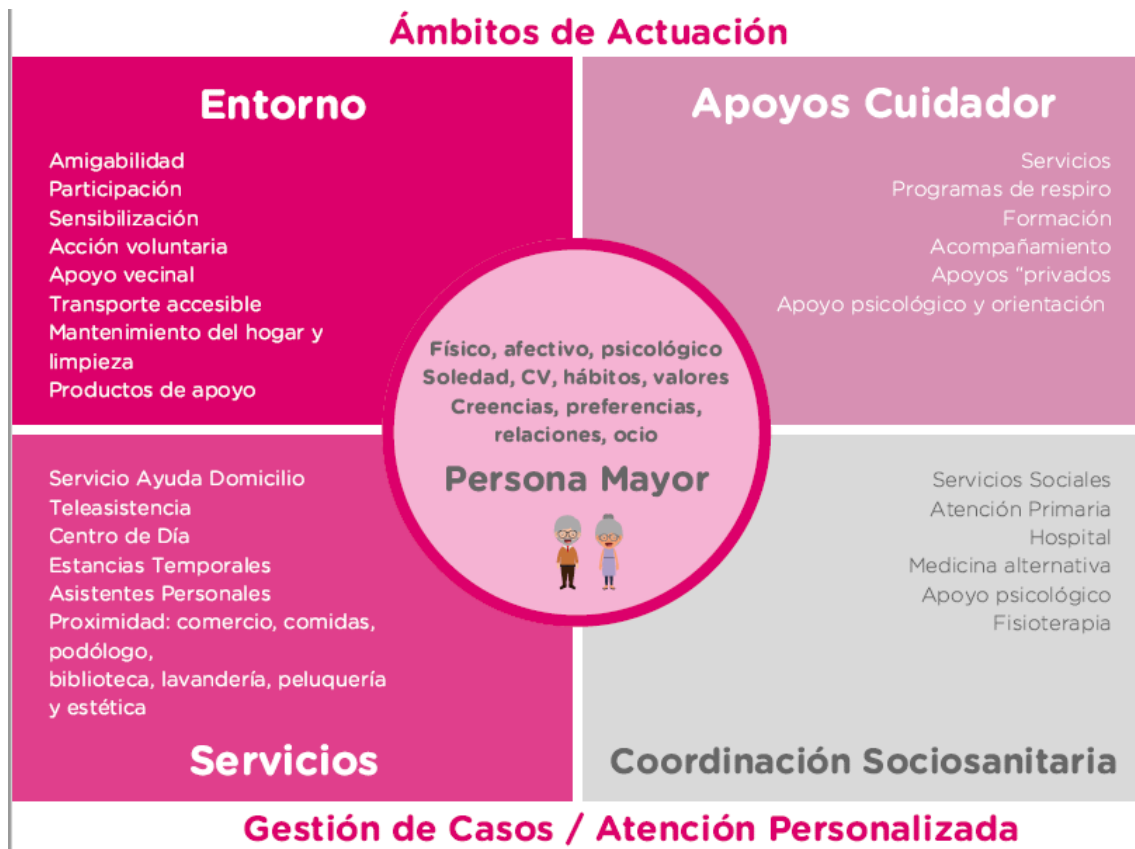 Ámbitos de Actuación
Entorno
Amigabilidad
Participación
Sensibilización
Acción voluntaria
Apoyo vecinal
Transporte accesible
Mantenimiento del hogar y
limpieza
Productos de apoyo
Apoyos Cuidador
Servicios
Programas de respiro
Formación
Acompañamiento
Apoyos “privados
Apoyo psicológico y orientación
Físico, afectivo, psicológico
Soledad, CV, hábitos, valores
Creencias, preferencias,
relaciones, ocio
Persona Mayor
Servicio Ayuda Domicilio
Teleasistencia
Centro de Día
Estancias Temporales
Asistentes Personales
Proximidad: comercio, comidas,
podólogo,
biblioteca, lavandería, peluquería
y estética
Servicios
Servicios Sociales
Atención Primaria
Hospital
Medicina alternativa
Apoyo psicológico
Fisioterapia
Coordinación Sociosanitaria
Gestión de Casos / Atención Personalizada